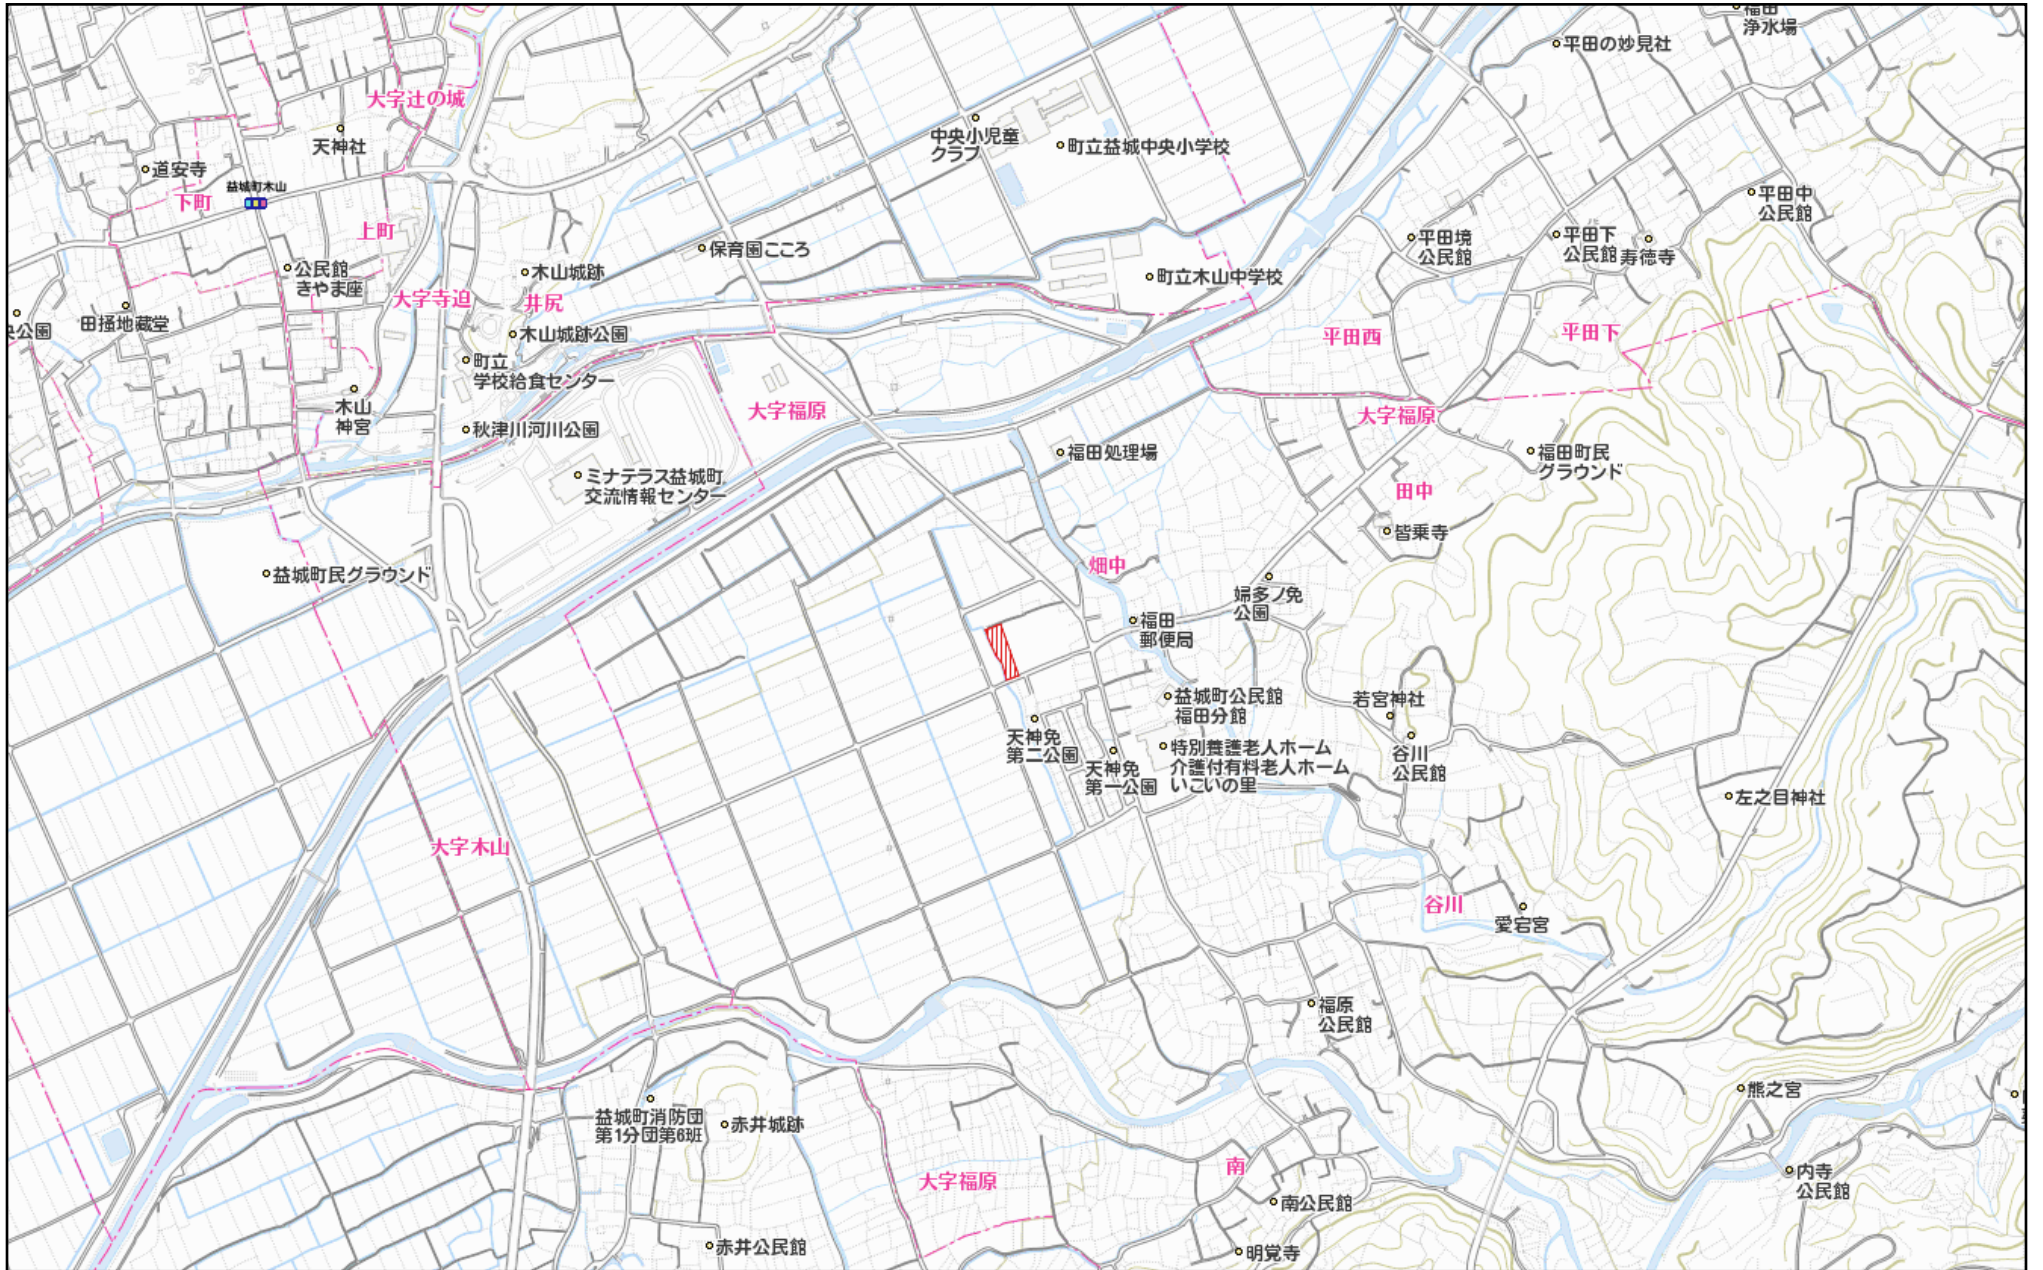 福田
浄水場
平田の妙見社
大字辻の城
天神社
中央小児童
クラブ
町立益城中央小学校
道安寺
益城町木山
下町
平田中
公民館
上町
平田境
公民館
平田下
公民館
寿徳寺
保育園こころ
公民館
きやま座
木山城跡
町立木山中学校
大字寺迫
井尻
央公園
田掻地蔵堂
木山城跡公園
平田西
平田下
町立
学校給食センター
木山
神宮
大字福原
大字福原
秋津川河川公園
福田処理場
福田町民
グラウンド
ミナテラス益城町
交流情報センター
田中
皆乗寺
益城町民グラウンド
畑中
婦多ノ免
公園
福田
郵便局
益城町公民館
福田分館
若宮神社
天神免
第二公園
天神免
第一公園
特別養護老人ホーム
介護付有料老人ホーム
いこいの里
谷川
公民館
左之目神社
大字木山
谷川
愛宕宮
福原
公民館
熊之宮
益城町消防団
第1分団第6班
赤井城跡
大字福原
南
内寺
公民館
南公民館
赤井公民館
明覚寺